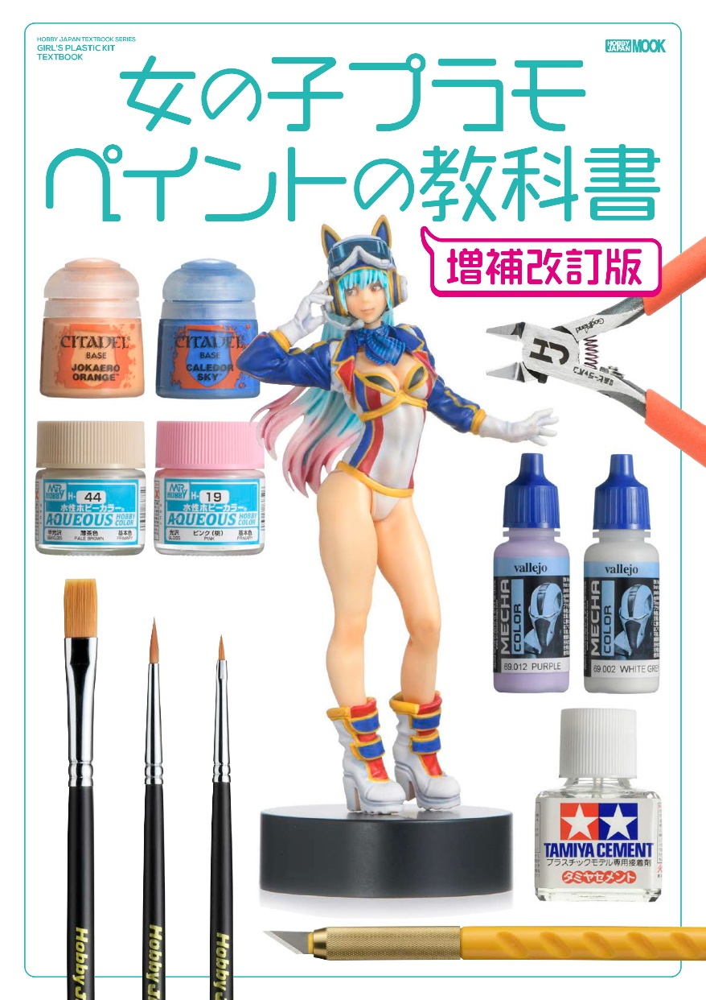 HOBBY JAPAN TEXTBOOK SERIES
GIRL'S PLASTIC KIT
TEXTBOOK
HOBBY JAPAN MOOK
女の子プラモ
ペイントの教科書
増補改訂版
CITADEL
BASE
JOKAERO
ORANGE™
CITADEL
BASE
CALEDOR
SKY™
GodHand
MR. HOBBY
H- 44
水性ホビーカラー
AQUEOUS HOBBY COLOR
半光沢
薄茶色
PALE BROWN
基本色
PRIMARY
MR. HOBBY
H- 19
水性ホビーカラー
AQUEOUS HOBBY COLOR
光沢
GLOSS
ピンク(桃)
PINK
基本色
PRIMARY
vallejo
MECHA
COLOR
69.012 PURPLE
vallejo
MECHA
COLOR
69.002 WHITE GREY
TAMIYA CEMENT
プラスチックモデル専用接着剤
タミヤセメント
Hobby J
Hobby J
Hobby J